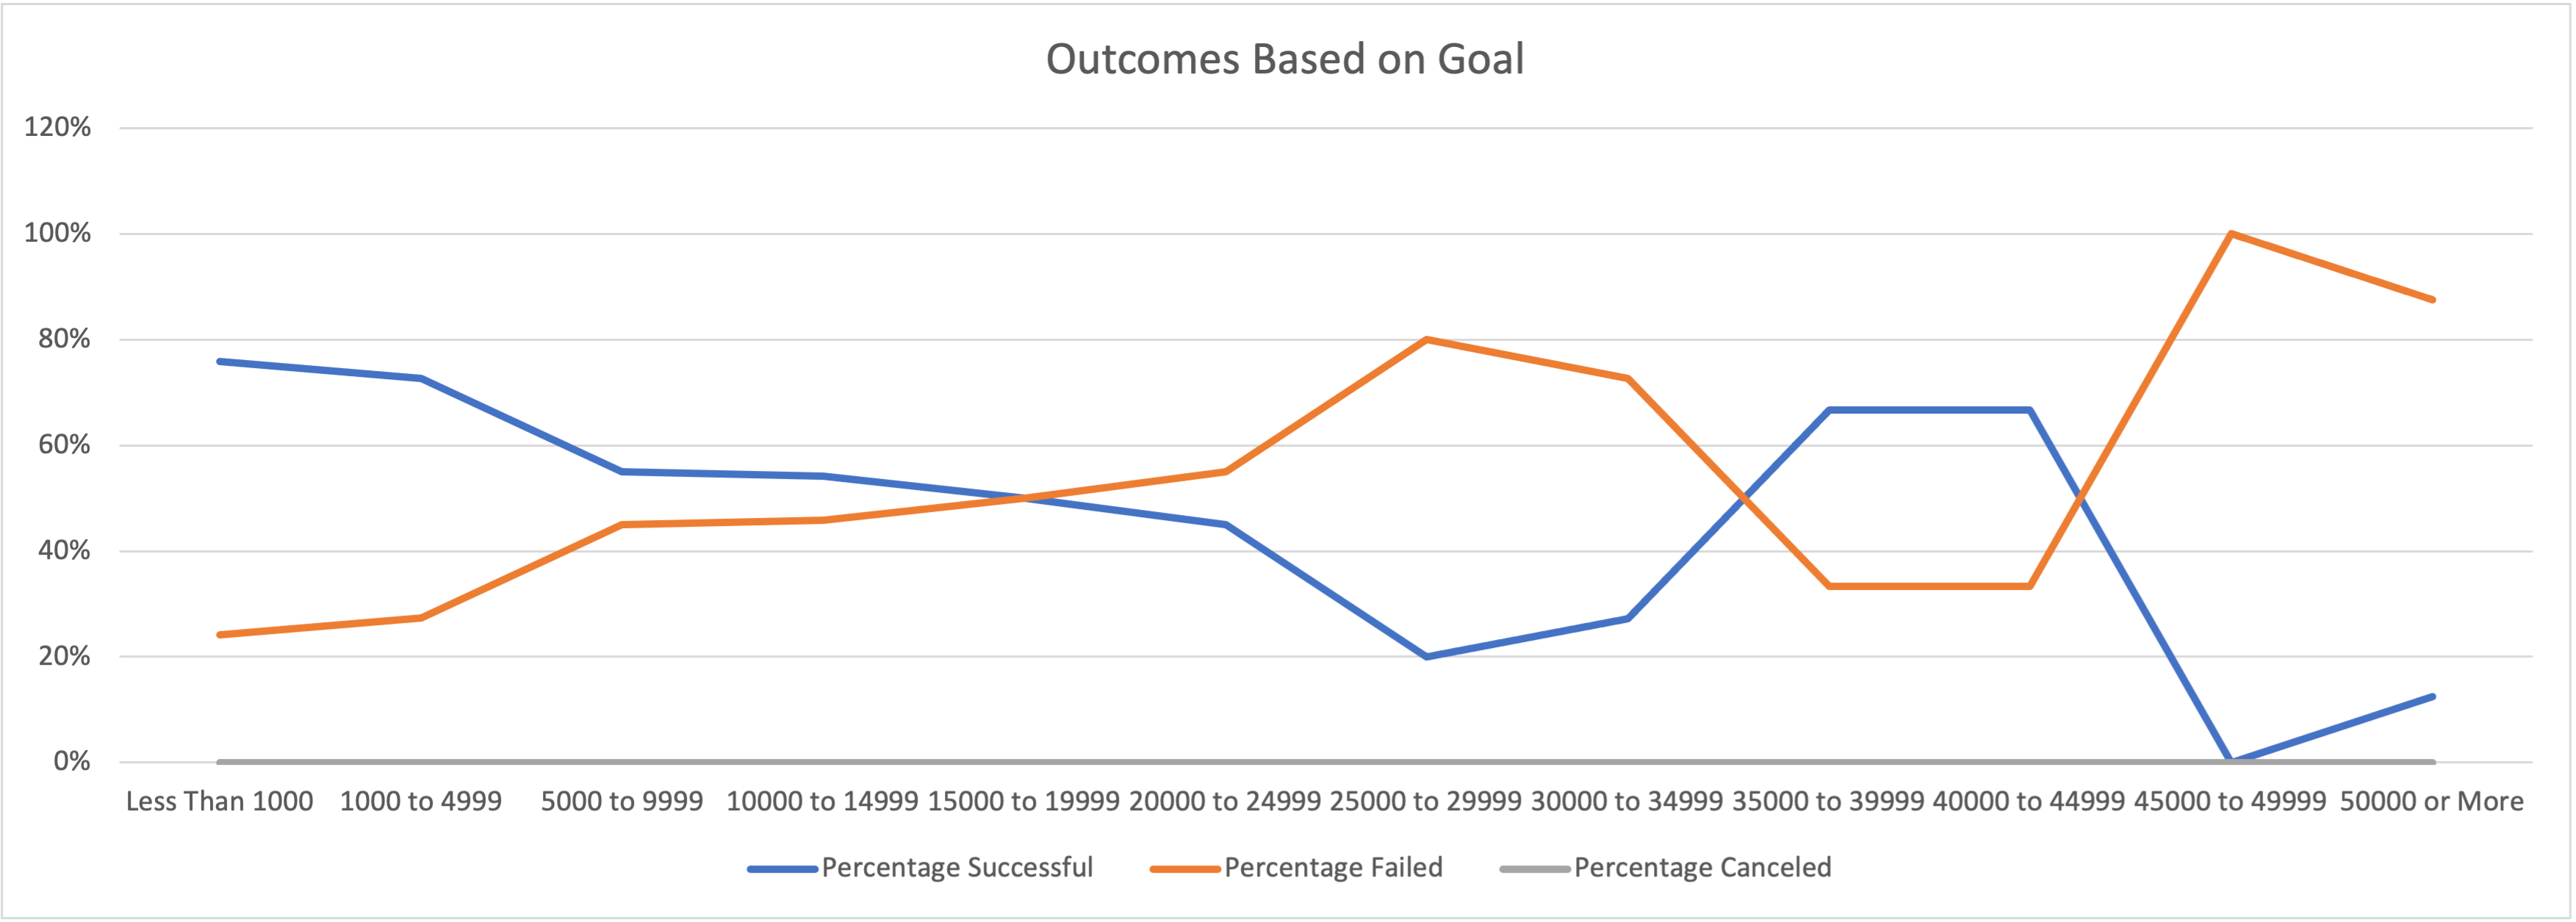 Outcomes Based on Goal
120%
100%
80%
60%
40%
20%
0%
Less Than 1000 1000 to 4999 5000 to 9999 10000 to 14999 15000 to 19999 20000 to 24999 25000 to 29999 30000 to 34999 35000 to 39999 40000 to 44999 45000 to 49999 50000 or More
Percentage Successful Percentage Failed Percentage Canceled